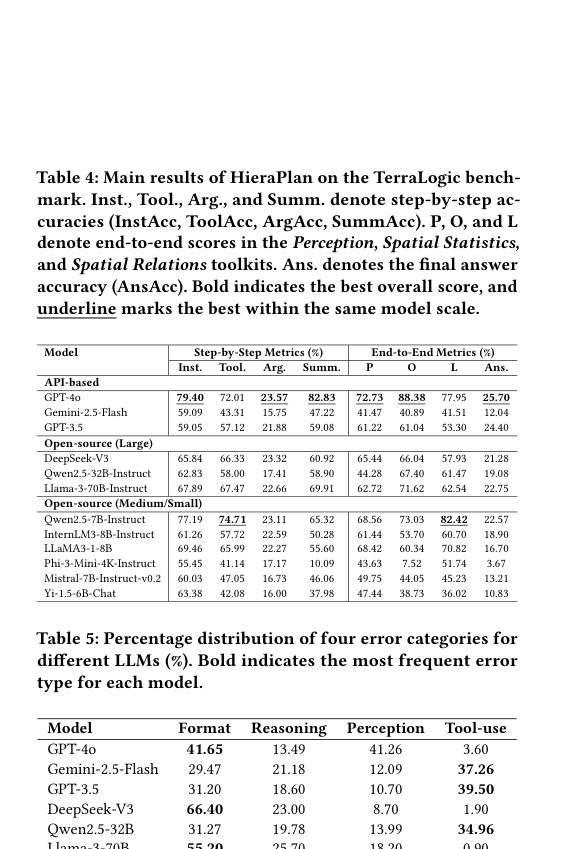 Table 4: Main results of HieraPlan on the TerraLogic bench-
mark. Inst., Tool., Arg., and Summ. denote step-by-step ac-
curacies (InstAcc, ToolAcc, ArgAcc, SummAcc). P, O, and L
denote end-to-end scores in the Perception, Spatial Statistics,
and Spatial Relations toolkits. Ans. denotes the final answer
accuracy (AnsAcc). Bold indicates the best overall score, and
underline marks the best within the same model scale.
Model Step-by-Step Metrics (%) End-to-End Metrics (%)
Inst. Tool. Arg. Summ. P O L Ans.
API-based
GPT-4o 79.40 72.01 23.57 82.83 72.73 88.38 77.95 25.70
Gemini-2.5-Flash 59.09 43.31 15.75 47.22 41.47 40.89 41.51 12.04
GPT-3.5 59.05 57.12 21.88 59.08 61.22 61.04 53.30 24.40
Open-source (Large)
DeepSeek-V3 65.84 66.33 23.32 60.92 65.44 66.04 57.93 21.28
Qwen2.5-32B-Instruct 62.83 58.00 17.41 58.90 44.28 67.40 61.47 19.08
Llama-3-70B-Instruct 67.89 67.47 22.66 69.91 62.72 71.62 62.54 22.75
Open-source (Medium/Small)
Qwen2.5-7B-Instruct 77.19 74.71 23.11 65.32 68.56 73.03 82.42 22.57
InternLM3-8B-Instruct 61.26 57.72 22.59 50.28 61.44 53.70 60.70 18.90
LLaMA3-1-8B 69.46 65.99 22.27 55.60 68.42 60.34 70.82 16.70
Phi-3-Mini-4K-Instruct 55.45 41.14 17.17 10.09 43.63 7.52 51.74 3.67
Mistral-7B-Instruct-v0.2 60.03 47.05 16.73 46.06 49.75 44.05 45.23 13.21
Yi-1.5-6B-Chat 63.38 42.08 16.00 37.98 47.44 38.73 36.02 10.83
Table 5: Percentage distribution of four error categories for
different LLMs (%). Bold indicates the most frequent error
type for each model.
Model Format Reasoning Perception Tool-use
GPT-4o 41.65 13.49 41.26 3.60
Gemini-2.5-Flash 29.47 21.18 12.09 37.26
GPT-3.5 31.20 18.60 10.70 39.50
DeepSeek-V3 66.40 23.00 8.70 1.90
Qwen2.5-32B 31.27 19.78 13.99 34.96
Llama-3-70B 55.20 25.70 18.20 0.90